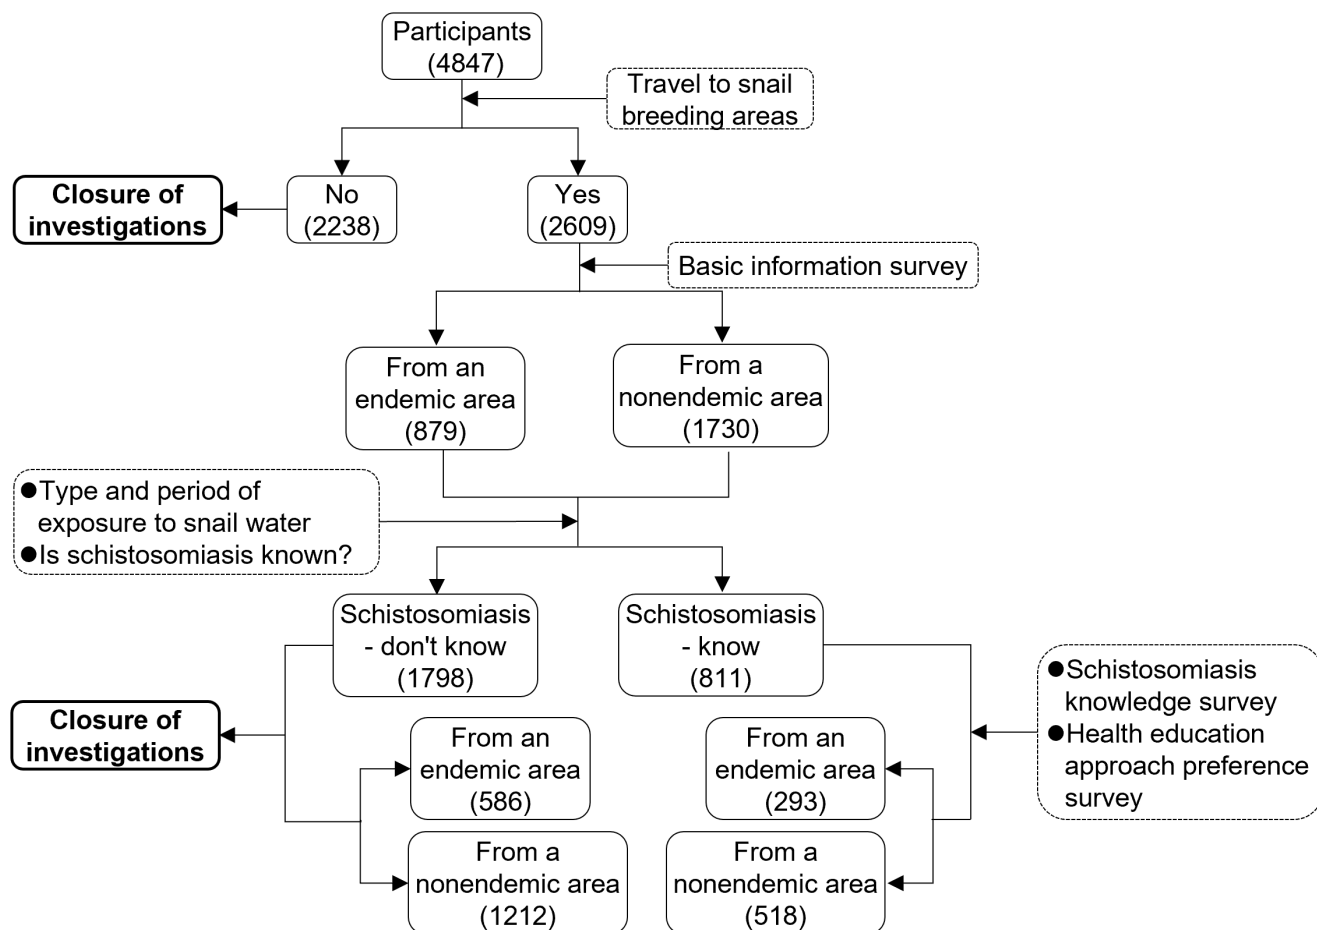 Participants
(4847)
Travel to snail
breeding areas
Closure of
investigations
No
(2238)
Yes
(2609)
Basic information survey
From an
endemic area
(879)
From a
nonendemic area
(1730)
●Type and period of
exposure to snail water
●Is schistosomiasis known?
Schistosomiasis
- don't know
(1798)
Schistosomiasis
- know
(811)
●Schistosomiasis
knowledge survey
●Health education
approach preference
survey
Closure of
investigations
From an
endemic area
(586)
From an
endemic area
(293)
From a
nonendemic area
(1212)
From a
nonendemic area
(518)